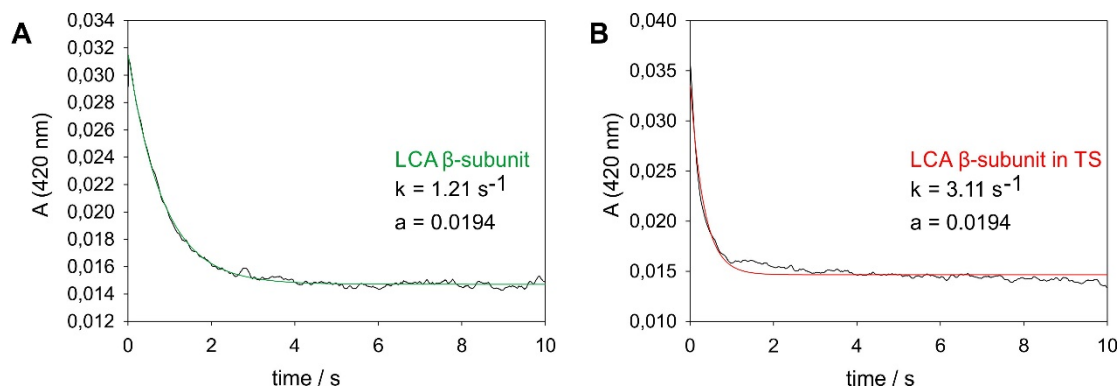 A
0,034
0,032
0,030
0,028
0,026
0,024
0,022
0,020
0,018
0,016
0,014
0,012
A (420 nm)
0 2 4 6 8 10
time / s
LCA β-subunit
k = 1.21 s-1
a = 0.0194
B
0,040
0,035
0,030
0,025
0,020
0,015
0,010
A (420 nm)
0 2 4 6 8 10
time / s
LCA β-subunit in TS
k = 3.11 s-1
a = 0.0194